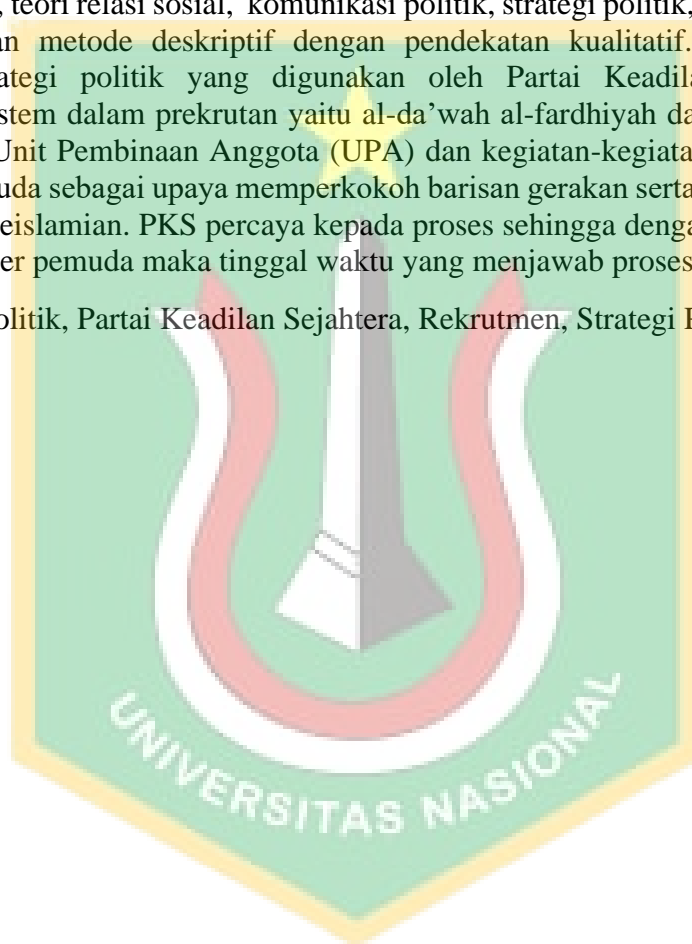 , teori relasi sosial, komunikasi politik, strategi politik,
an metode deskriptif dengan pendekatan kualitatif.
ategi politik yang digunakan oleh Partai Keadila
stem dalam prekrutan yaitu al-da’wah al-fardhiyah da
Unit Pembinaan Anggota (UPA) dan kegiatan-kegiata
uda sebagai upaya memperkokoh barisan gerakan serta
eislamian. PKS percaya kepada proses sehingga denga
er pemuda maka tinggal waktu yang menjawab proses
olitik, Partai Keadilan Sejahtera, Rekrutmen, Strategi
UNIVERSITAS NASIONAL